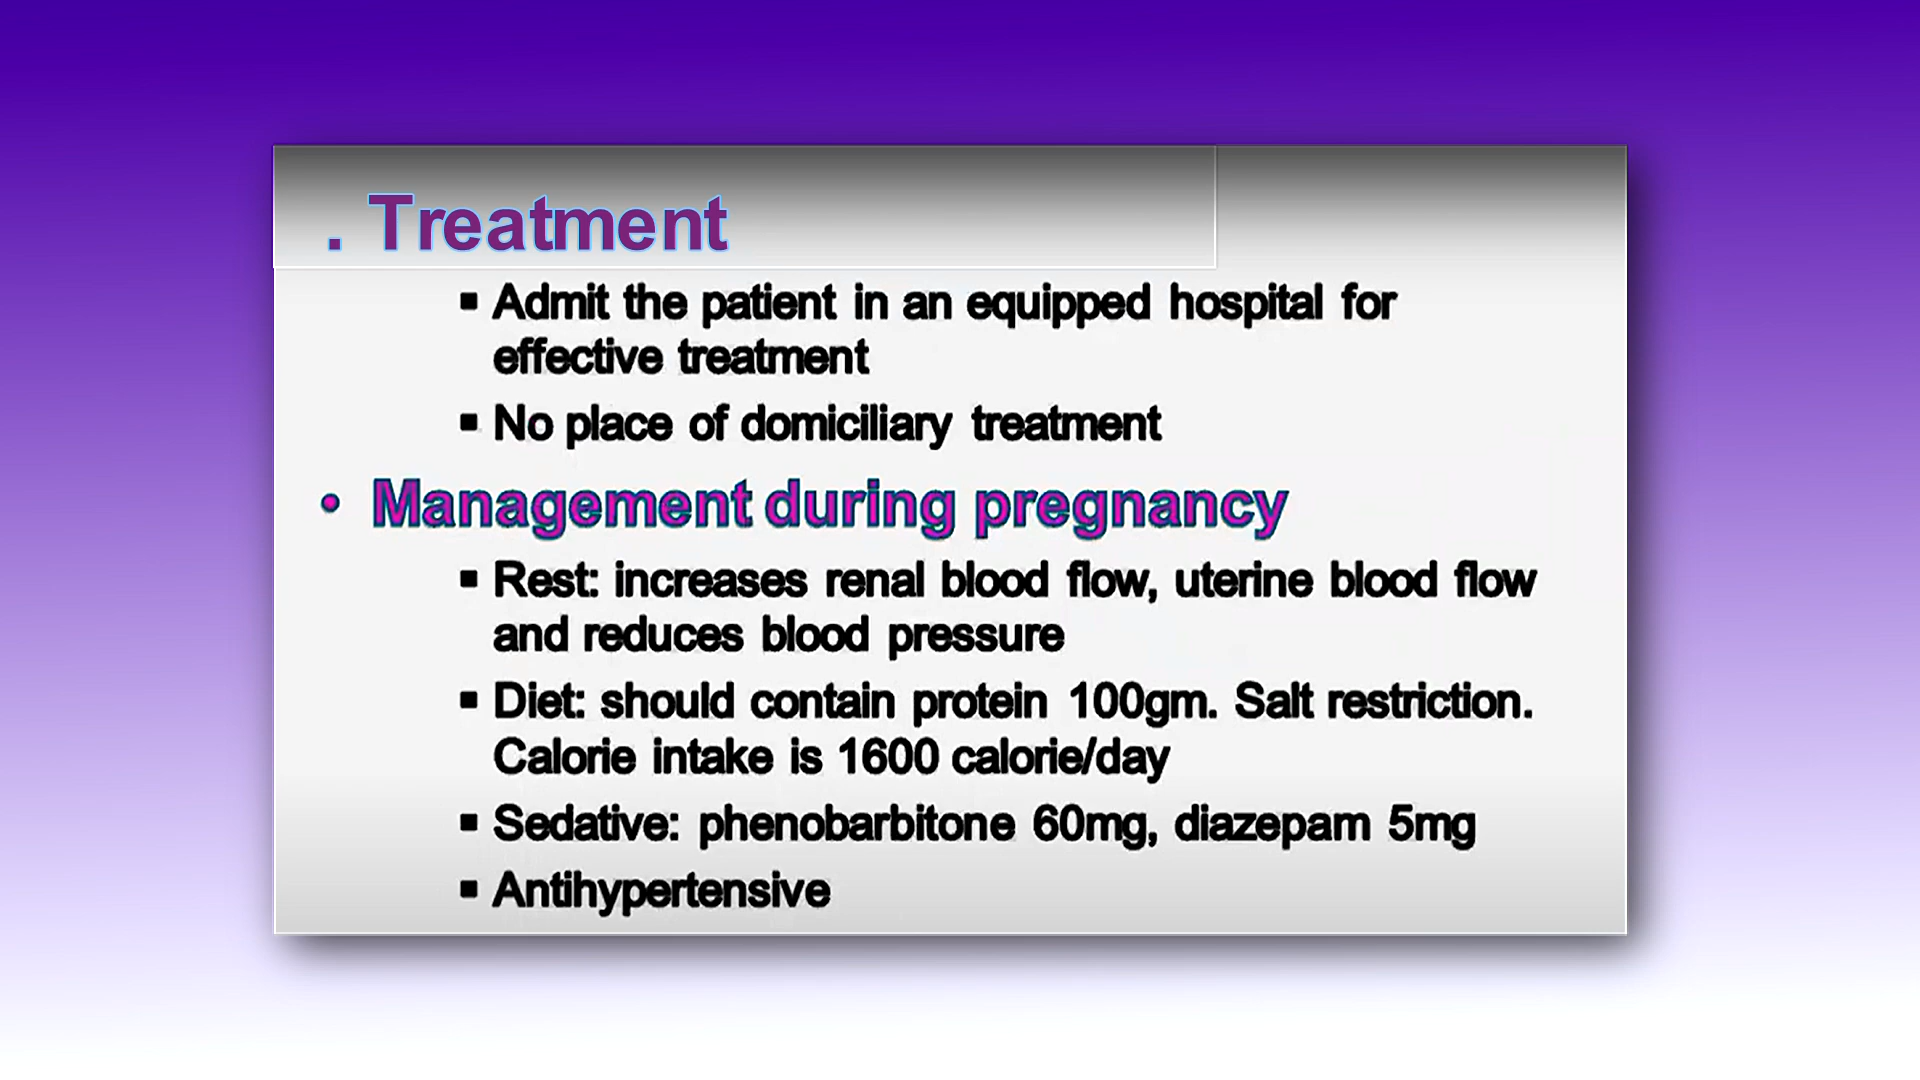 . Treatment
▪ Admit the patient in an equipped hospital for
effective treatment
▪ No place of domiciliary treatment
• Management during pregnancy
▪ Rest: increases renal blood flow, uterine blood flow
and reduces blood pressure
▪ Diet: should contain protein 100gm. Salt restriction.
Calorie intake is 1600 calorie/day
▪ Sedative: phenobarbitone 60mg, diazepam 5mg
▪ Antihypertensive